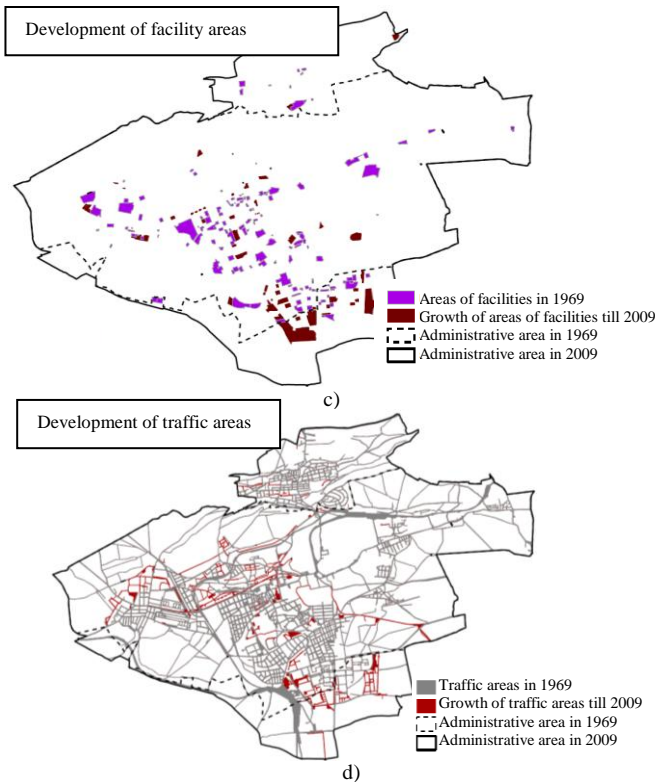 Development of facility areas
Areas of facilities in 1969
Growth of areas of facilities till 2009
Administrative area in 1969
Administrative area in 2009
c)
Development of traffic areas
Traffic areas in 1969
Growth of traffic areas till 2009
Administrative area in 1969
Administrative area in 2009
d)